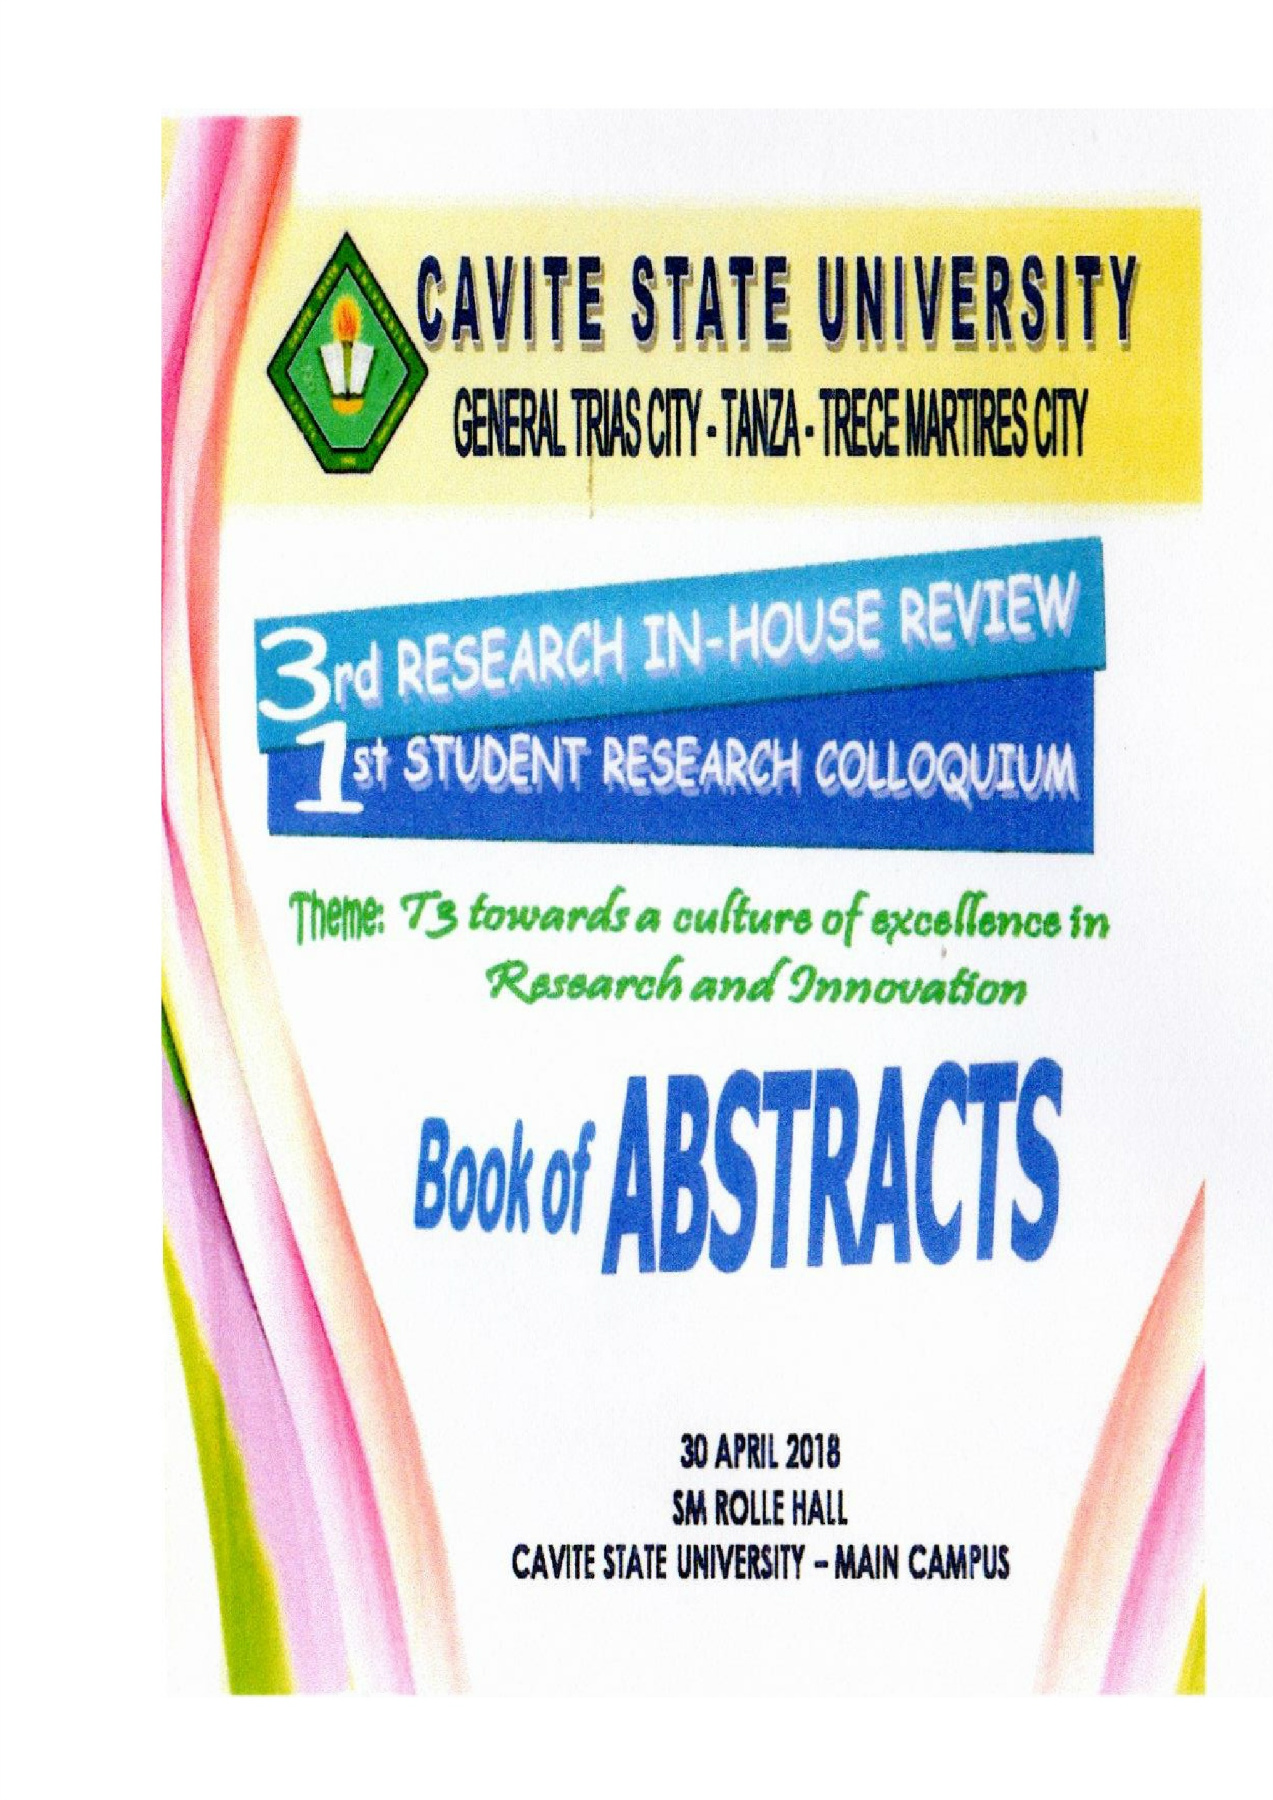 CAVITE STATE UNIVERSITY
GENERAL TRIAS CITY - TANZA - TRECE MARTIRES CITY
3rd RESEARCH IN-HOUSE REVIEW
1st STUDENT RESEARCH COLLOQUIUM
Theme: T3 towards a culture of excellence in
Research and Innovation
Book of ABSTRACTS
30 APRIL 2018
SM ROLLE HALL
CAVITE STATE UNIVERSITY – MAIN CAMPUS